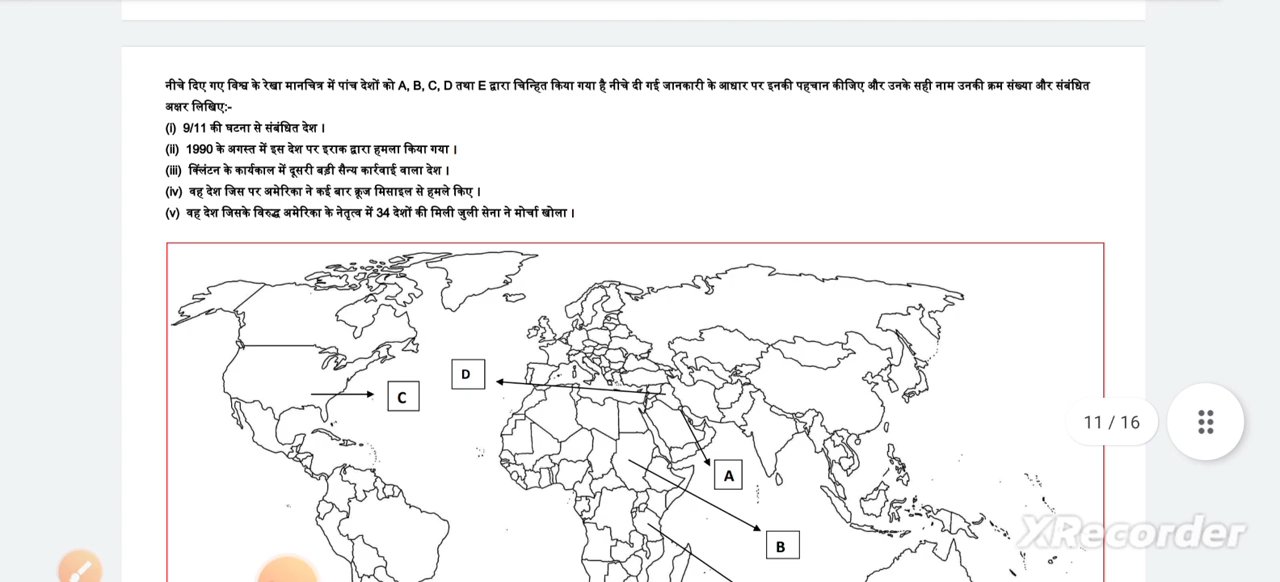 नीचे दिए गए विश्व के रेखा मानचित्र में पांच देशों को A, B, C, D तथा E द्वारा चिन्हित किया गया है नीचे दी गई जानकारी के आधार पर इनकी पहचान कीजिए और उनके सही नाम उनकी क्रम संख्या और संबंधित
अक्षर लिखिए:-
(i) 9/11 की घटना से संबंधित देश ।
(ii) 1990 के अगस्त में इस देश पर इराक द्वारा हमला किया गया ।
(iii) क्लिंटन के कार्यकाल में दूसरी बड़ी सैन्य कार्रवाई वाला देश ।
(iv) वह देश जिस पर अमेरिका ने कई बार क्रूज मिसाइल से हमले किए ।
(v) वह देश जिसके विरुद्ध अमेरिका के नेतृत्व में 34 देशों की मिली जुली सेना ने मोर्चा खोला ।
D
C
11 / 16
A
XRecorder
B